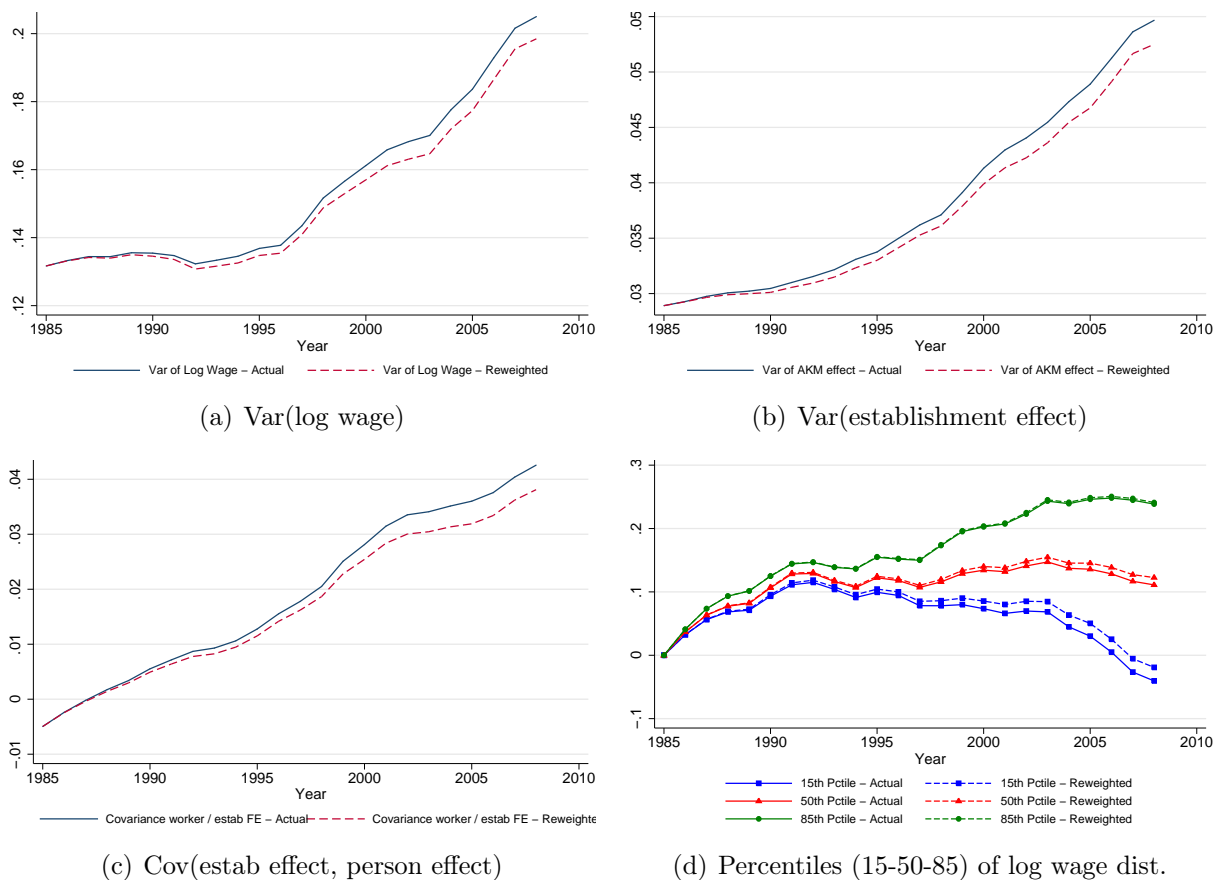 .2
.18
.16
.14
.12
1985
1990
1995
2000
2005
2010
Year
Var of Log Wage − Actual
Var of Log Wage − Reweighted
(a) Var(log wage)
.05
.05
.045
.04
.035
.03
1985
1990
1995
2000
2005
2010
Year
Var of AKM effect − Actual
Var of AKM effect − Reweighted
(b) Var(establishment effect)
.04
.03
.02
.01
0
−.01
1985
1990
1995
2000
2005
2010
Year
Covariance worker / estab FE − Actual
Covariance worker / estab FE − Reweighte
(c) Cov(estab effect, person effect)
.3
.2
.1
0
−.1
1985
1990
1995
2000
2005
2010
Year
15th Pctile − Actual
15th Pctile − Reweighted
50th Pctile − Actual
50th Pctile − Reweighted
85th Pctile − Actual
85th Pctile − Reweighted
(d) Percentiles (15-50-85) of log wage dist.